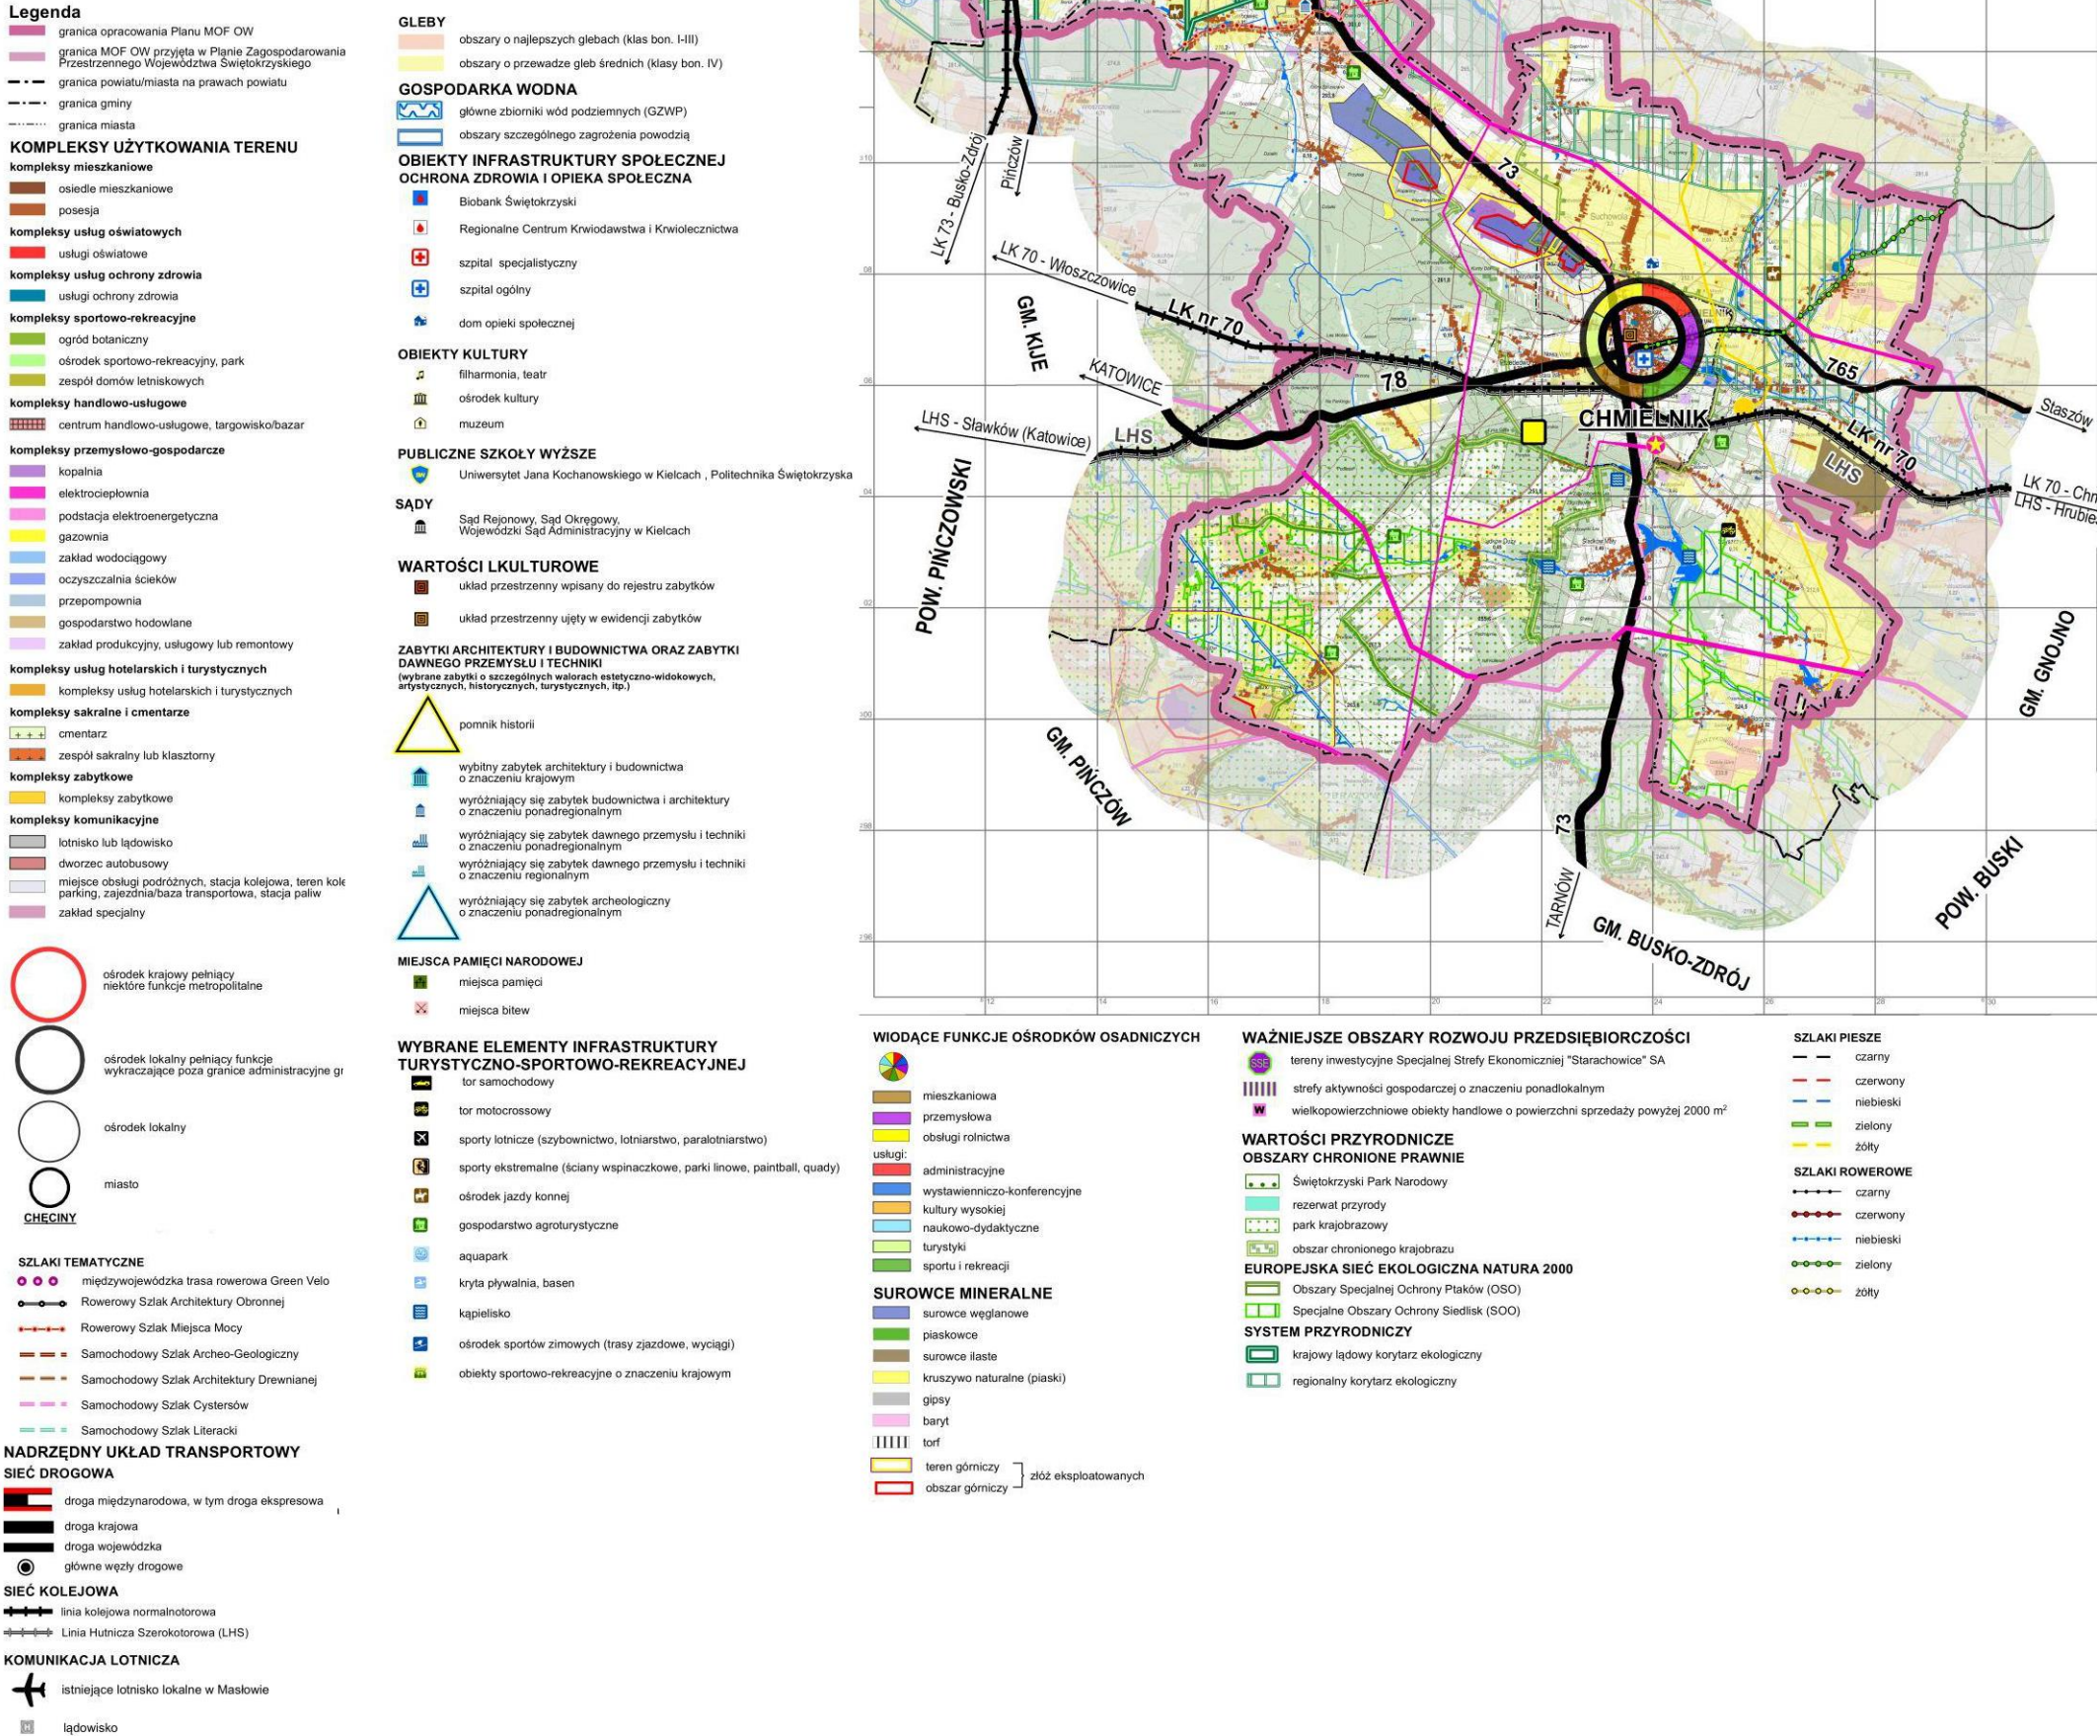 Legenda
granica opracowania Planu MOF OW
granica MOF OW przyjęta w Planie Zagospodarowania
Przestrzennego Województwa Świętokrzyskiego
granica powiatu/miasta na prawach powiatu
granica gminy
granica miasta
KOMPLEKSY UŻYTKOWANIA TERENU
kompleksy mieszkaniowe
osiedle mieszkaniowe
posesja
kompleksy usług oświatowych
usługi oświatowe
kompleksy usług ochrony zdrowia
usługi ochrony zdrowia
kompleksy sportowo-rekreacyjne
ogród botaniczny
ośrodek sportowo-rekreacyjny, park
zespół domów letniskowych
kompleksy handlowo-usługowe
centrum handlowo-usługowe, targowisko/bazar
kompleksy przemysłowo-gospodarcze
kopalnia
elektrociepłownia
podstacja elektroenergetyczna
gazownia
zakład wodociągowy
oczyszczalnia ścieków
przepompownia
gospodarstwo hodowlane
zakład produkcyjny, usługowy lub remontowy
kompleksy usług hotelarskich i turystycznych
kompleksy usług hotelarskich i turystycznych
kompleksy sakralne i cmentarze
cmentarz
zespół sakralny lub klasztorny
kompleksy zabytkowe
kompleksy zabytkowe
kompleksy komunikacyjne
lotnisko lub lądowisko
dworzec autobusowy
miejsce obsługi podróżnych, stacja kolejowa, teren kole
parking, zajezdnia/baza transportowa, stacja paliw
zakład specjalny
ośrodek krajowy pełniący
niektóre funkcje metropolitalne
ośrodek lokalny pełniący funkcje
wykraczające poza granice administracyjne gr
ośrodek lokalny
miasto
CHĘCINY
SZLAKI TEMATYCZNE
międzywojewódzka trasa rowerowa Green Velo
Rowerowy Szlak Architektury Obronnej
Rowerowy Szlak Miejsca Mocy
Samochodowy Szlak Archeo-Geologiczny
Samochodowy Szlak Architektury Drewnianej
Samochodowy Szlak Cystersów
Samochodowy Szlak Literacki
NADRZĘDNY UKŁAD TRANSPORTOWY
SIEĆ DROGOWA
droga międzynarodowa, w tym droga ekspresowa
droga krajowa
droga wojewódzka
główne węzły drogowe
SIEĆ KOLEJOWA
linia kolejowa normalnotorowa
Linia Hutnicza Szerokotorowa (LHS)
KOMUNIKACJA LOTNICZA
istniejące lotnisko lokalne w Masłowie
lądowisko
GLEBY
obszary o najlepszych glebach (klas bon. I-III)
obszary o przewadze gleb średnich (klasy bon. IV)
GOSPODARKA WODNA
główne zbiorniki wód podziemnych (GZWP)
obszary szczególnego zagrożenia powodzią
OBIEKTY INFRASTRUKTURY SPOŁECZNEJ
OCHRONA ZDROWIA I OPIEKA SPOŁECZNA
Biobank Świętokrzyski
Regionalne Centrum Krwiodawstwa i Krwiolecznictwa
szpital specjalistyczny
szpital ogólny
dom opieki społecznej
OBIEKTY KULTURY
filharmonia, teatr
ośrodek kultury
muzeum
PUBLICZNE SZKOŁY WYŻSZE
Uniwersytet Jana Kochanowskiego w Kielcach , Politechnika Świętokrzyska
SĄDY
Sąd Rejonowy, Sąd Okręgowy,
Wojewódzki Sąd Administracyjny w Kielcach
WARTOŚCI LKULTUROWE
układ przestrzenny wpisany do rejestru zabytków
układ przestrzenny ujęty w ewidencji zabytków
ZABYTKI ARCHITEKTURY I BUDOWNICTWA ORAZ ZABYTKI
DAWNEGO PRZEMYSŁU I TECHNIKI
(wybrane zabytki o szczególnych walorach estetyczno-widokowych,
artystycznych, historycznych, turystycznych, itp.)
pomnik historii
wybitny zabytek architektury i budownictwa
o znaczeniu krajowym
wyróżniający się zabytek budownictwa i architektury
o znaczeniu ponadregionalnym
wyróżniający się zabytek dawnego przemysłu i techniki
o znaczeniu ponadregionalnym
wyróżniający się zabytek dawnego przemysłu i techniki
o znaczeniu regionalnym
wyróżniający się zabytek archeologiczny
o znaczeniu ponadregionalnym
MIEJSCA PAMIĘCI NARODOWEJ
miejsca pamięci
miejsca bitew
WYBRANE ELEMENTY INFRASTRUKTURY
TURYSTYCZNO-SPORTOWO-REKREACYJNEJ
tor samochodowy
tor motocrossowy
sporty lotnicze (szybownictwo, lotniarstwo, paralotniarstwo)
sporty ekstremalne (ściany wspinaczkowe, parki linowe, paintball, quady)
ośrodek jazdy konnej
gospodarstwo agroturystyczne
aquapark
kryta pływalnia, basen
kąpielisko
ośrodek sportów zimowych (trasy zjazdowe, wyciągi)
obiekty sportowo-rekreacyjne o znaczeniu krajowym
LK 73 - Busko-Zdrój
Pińczów
LK 70 - Włoszczowice
LK nr 70
GM. KIJE
KATOWICE
78
LHS - Sławków (Katowice)
LHS
POW. PIŃCZOWSKI
73
Suchowola
CHMIELNIK
765
Staszów
LK nr 70
LHS
LK 70 - Chm
LHS - Hrubie
GM. GNOJNO
GM. PIŃCZÓW
73
TARNÓW
GM. BUSKO-ZDRÓJ
POW. BUSKI
10
08
06
04
02
00
98
96
12
14
16
18
20
22
24
26
28
30
WIODĄCE FUNKCJE OŚRODKÓW OSADNICZYCH
mieszkaniowa
przemysłowa
obsługi rolnictwa
usługi:
administracyjne
wystawienniczo-konferencyjne
kultury wysokiej
naukowo-dydaktyczne
turystyki
sportu i rekreacji
SUROWCE MINERALNE
surowce węglanowe
piaskowce
surowce ilaste
kruszywo naturalne (piaski)
gipsy
baryt
torf
teren górniczy
obszar górniczy
złóż eksploatowanych
WAŻNIEJSZE OBSZARY ROZWOJU PRZEDSIĘBIORCZOŚCI
SSE
tereny inwestycyjne Specjalnej Strefy Ekonomicznej "Starachowice" SA
strefy aktywności gospodarczej o znaczeniu ponadlokalnym
W
wielkopowierzchniowe obiekty handlowe o powierzchni sprzedaży powyżej 2000 m²
WARTOŚCI PRZYRODNICZE
OBSZARY CHRONIONE PRAWNIE
Świętokrzyski Park Narodowy
rezerwat przyrody
park krajobrazowy
obszar chronionego krajobrazu
EUROPEJSKA SIEĆ EKOLOGICZNA NATURA 2000
Obszary Specjalnej Ochrony Ptaków (OSO)
Specjalne Obszary Ochrony Siedlisk (SOO)
SYSTEM PRZYRODNICZY
krajowy lądowy korytarz ekologiczny
regionalny korytarz ekologiczny
SZLAKI PIESZE
czarny
czerwony
niebieski
zielony
żółty
SZLAKI ROWEROWE
czarny
czerwony
niebieski
zielony
żółty